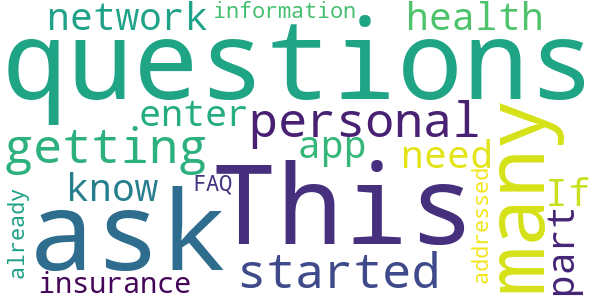 network information health
questions
enter personal many
getting app need
This
know FAQ If
ask
already addressed part
started
insurance